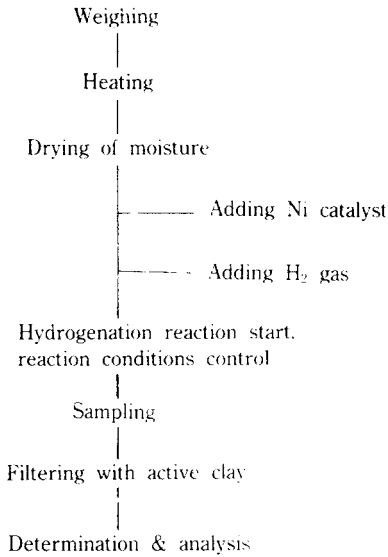 Weighing
Heating
Drying of moisture
Adding Ni catalyst
Adding H₂ gas
Hydrogenation reaction start.
reaction conditions control
Sampling
Filtering with active clay
Determination & analysis